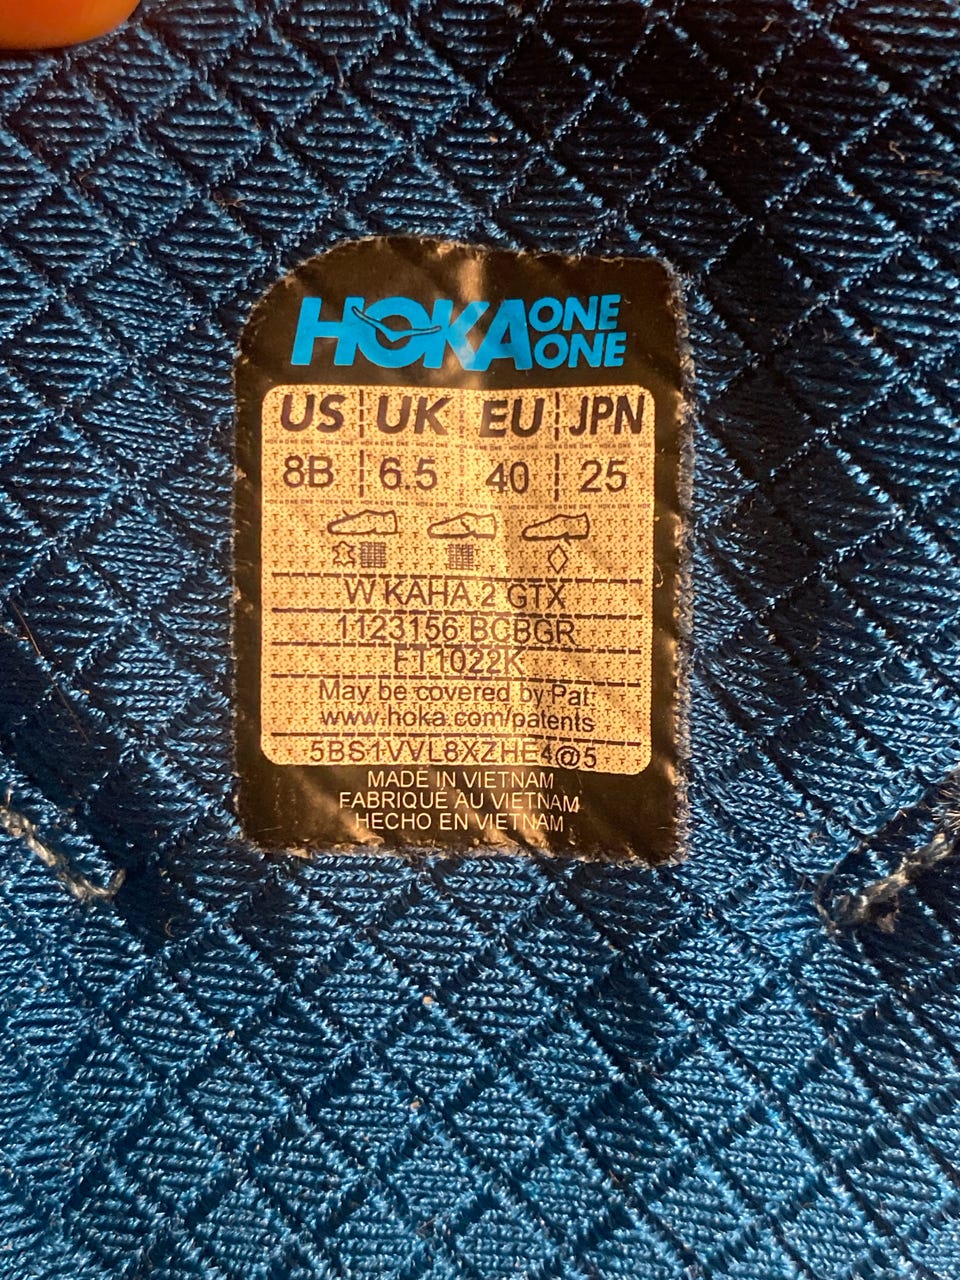 HOKA ONE ONE
US UK EU JPN
8B 6.5 40 25
W KAHA 2 GTX
1123156 BCBGR
FT1022K
May be covered by Pat:
www.hoka.com/patents
5BS1VVL8XZHE4@5
MADE IN VIETNAM
FABRIQUÉ AU VIETNAM
HECHO EN VIETNAM